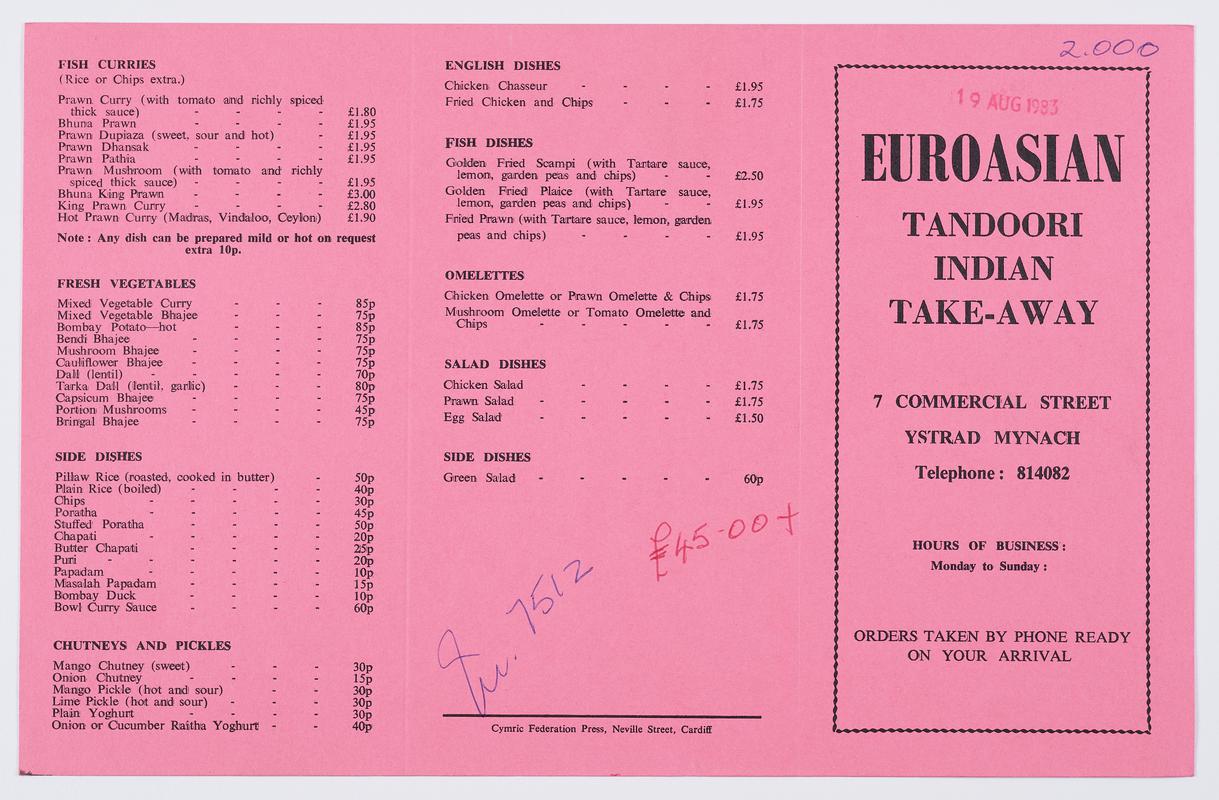 FISH CURRIES
(Rice or Chips extra.)
Prawn Curry (with tomato and richly spiced
thick sauce) - - - - £1.80
Bhuna Prawn - - - - £1.95
Prawn Dupiaza (sweet, sour and hot) - £1.95
Prawn Dhansak - - - - £1.95
Prawn Pathia - - - - £1.95
Prawn Mushroom (with tomato and richly
spiced thick sauce) - - - - £1.95
Bhuna King Prawn - - - - £3.00
King Prawn Curry - - - - £2.80
Hot Prawn Curry (Madras, Vindaloo, Ceylon) £1.90
Note : Any dish can be prepared mild or hot on request
extra 10p.
FRESH VEGETABLES
Mixed Vegetable Curry - - - 85p
Mixed Vegetable Bhajee - - - 75p
Bombay Potato—hot - - - 85p
Bendi Bhajee - - - - 75p
Mushroom Bhajee - - - - 75p
Cauliflower Bhajee - - - - 75p
Dall (lentil) - - - - - 70p
Tarka Dall (lentil, garlic) - - - 80p
Capsicum Bhajee - - - - 75p
Portion Mushrooms - - - - 45p
Bringal Bhajee - - - - 75p
SIDE DISHES
Pillaw Rice (roasted, cooked in butter) - 50p
Plain Rice (boiled) - - - - 40p
Chips - - - - - 30p
Poratha - - - - - 45p
Stuffed Poratha - - - - 50p
Chapati - - - - - 20p
Butter Chapati - - - - 25p
Puri - - - - - - 20p
Papadam - - - - - 10p
Masalah Papadam - - - - 15p
Bombay Duck - - - - 10p
Bowl Curry Sauce - - - - 60p
CHUTNEYS AND PICKLES
Mango Chutney (sweet) - - - 30p
Onion Chutney - - - - 15p
Mango Pickle (hot and sour) - - 30p
Lime Pickle (hot and sour) - - - 30p
Plain Yoghurt - - - - 30p
Onion or Cucumber Raitha Yoghurt - - 40p
ENGLISH DISHES
Chicken Chasseur - - - - £1.95
Fried Chicken and Chips - - - £1.75
FISH DISHES
Golden Fried Scampi (with Tartare sauce,
lemon, garden peas and chips) - - £2.50
Golden Fried Plaice (with Tartare sauce,
lemon, garden peas and chips) - - £1.95
Fried Prawn (with Tartare sauce, lemon, garden
peas and chips) - - - - £1.95
OMELETTES
Chicken Omelette or Prawn Omelette & Chips £1.75
Mushroom Omelette or Tomato Omelette and
Chips - - - - - £1.75
SALAD DISHES
Chicken Salad - - - - £1.75
Prawn Salad - - - - - £1.75
Egg Salad - - - - - £1.50
SIDE DISHES
Green Salad - - - - - 60p
£45-00+
7512
Cymric Federation Press, Neville Street, Cardiff
2.000
19 AUG 1983
EUROASIAN
TANDOORI
INDIAN
TAKE-AWAY
7 COMMERCIAL STREET
YSTRAD MYNACH
Telephone : 814082
HOURS OF BUSINESS :
Monday to Sunday :
ORDERS TAKEN BY PHONE READY
ON YOUR ARRIVAL